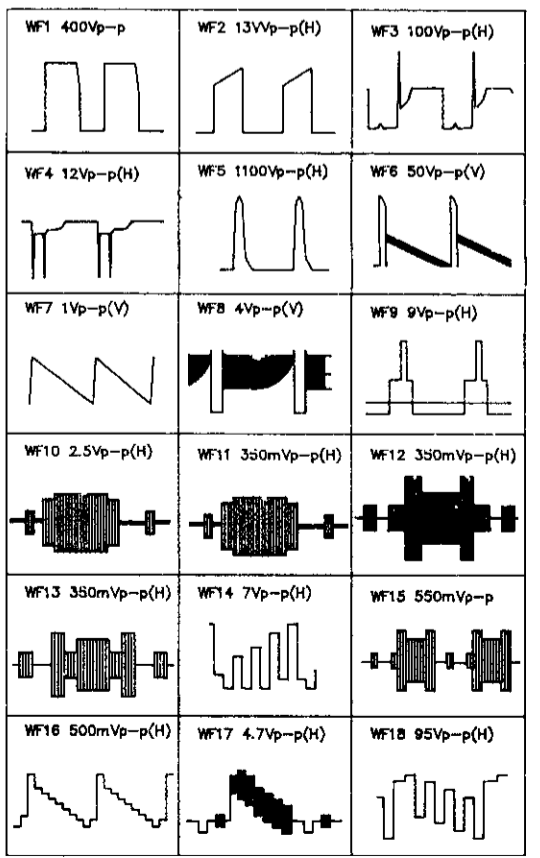 WF1 400Vp-p
WF2 13VVp-p(H)
WF3 100Vp-p(H)
WF4 12Vp-p(H)
WF5 1100Vp-p(H)
WF6 50Vp-p(V)
WF7 1Vp-p(V)
WF8 4Vp-p(V)
WF9 9Vp-p(H)
WF10 2.5Vp-p(H)
WF11 350mVp-p(H)
WF12 350mVp-p(H)
WF13 350mVp-p(H)
WF14 7Vp-p(H)
WF15 550mVp-p
WF16 500mVp-p(H)
WF17 4.7Vp-p(H)
WF18 95Vp-p(H)